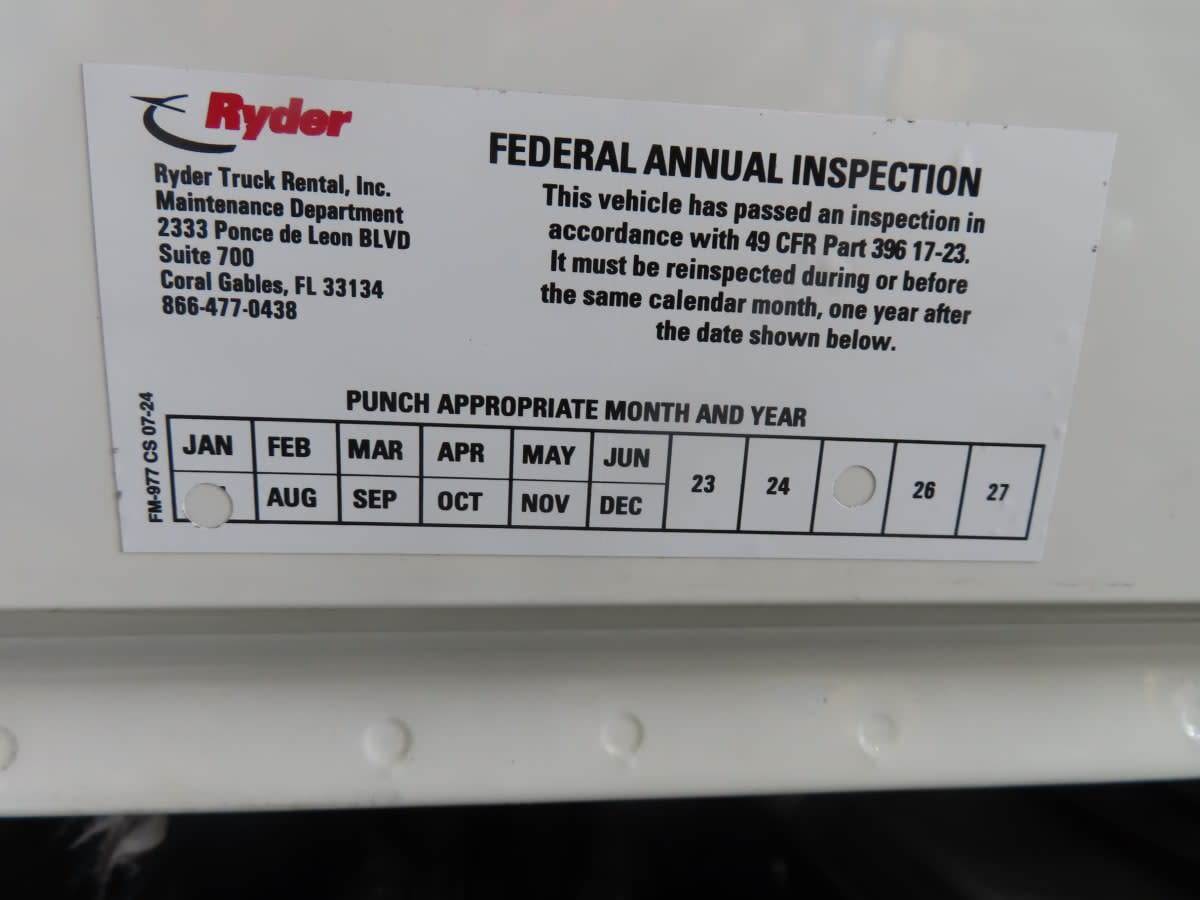 Ryder
Ryder Truck Rental, Inc.
Maintenance Department
2333 Ponce de Leon BLVD
Suite 700
Coral Gables, FL 33134
866-477-0438
FEDERAL ANNUAL INSPECTION
This vehicle has passed an inspection in
accordance with 49 CFR Part 396 17-23.
It must be reinspected during or before
the same calendar month, one year after
the date shown below.
FM-977 CS 07-24
PUNCH APPROPRIATE MONTH AND YEAR
JAN FEB MAR APR MAY JUN
AUG SEP OCT NOV DEC
23 24 26 27